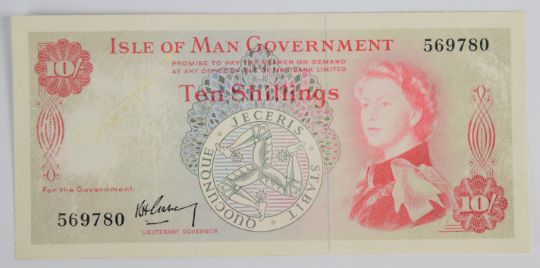 ISLE OF MAN GOVERNMENT
569780
PROMISE TO PAY THE BEARER ON DEMAND
AT ANY OFFICE OF ISLE OF MAN BANK LIMITED
10/-
Ten Shillings
QUOCUNQUE · JECERIS · STABIT
For the Government.
569780
LIEUTENANT GOVERNOR
10/-